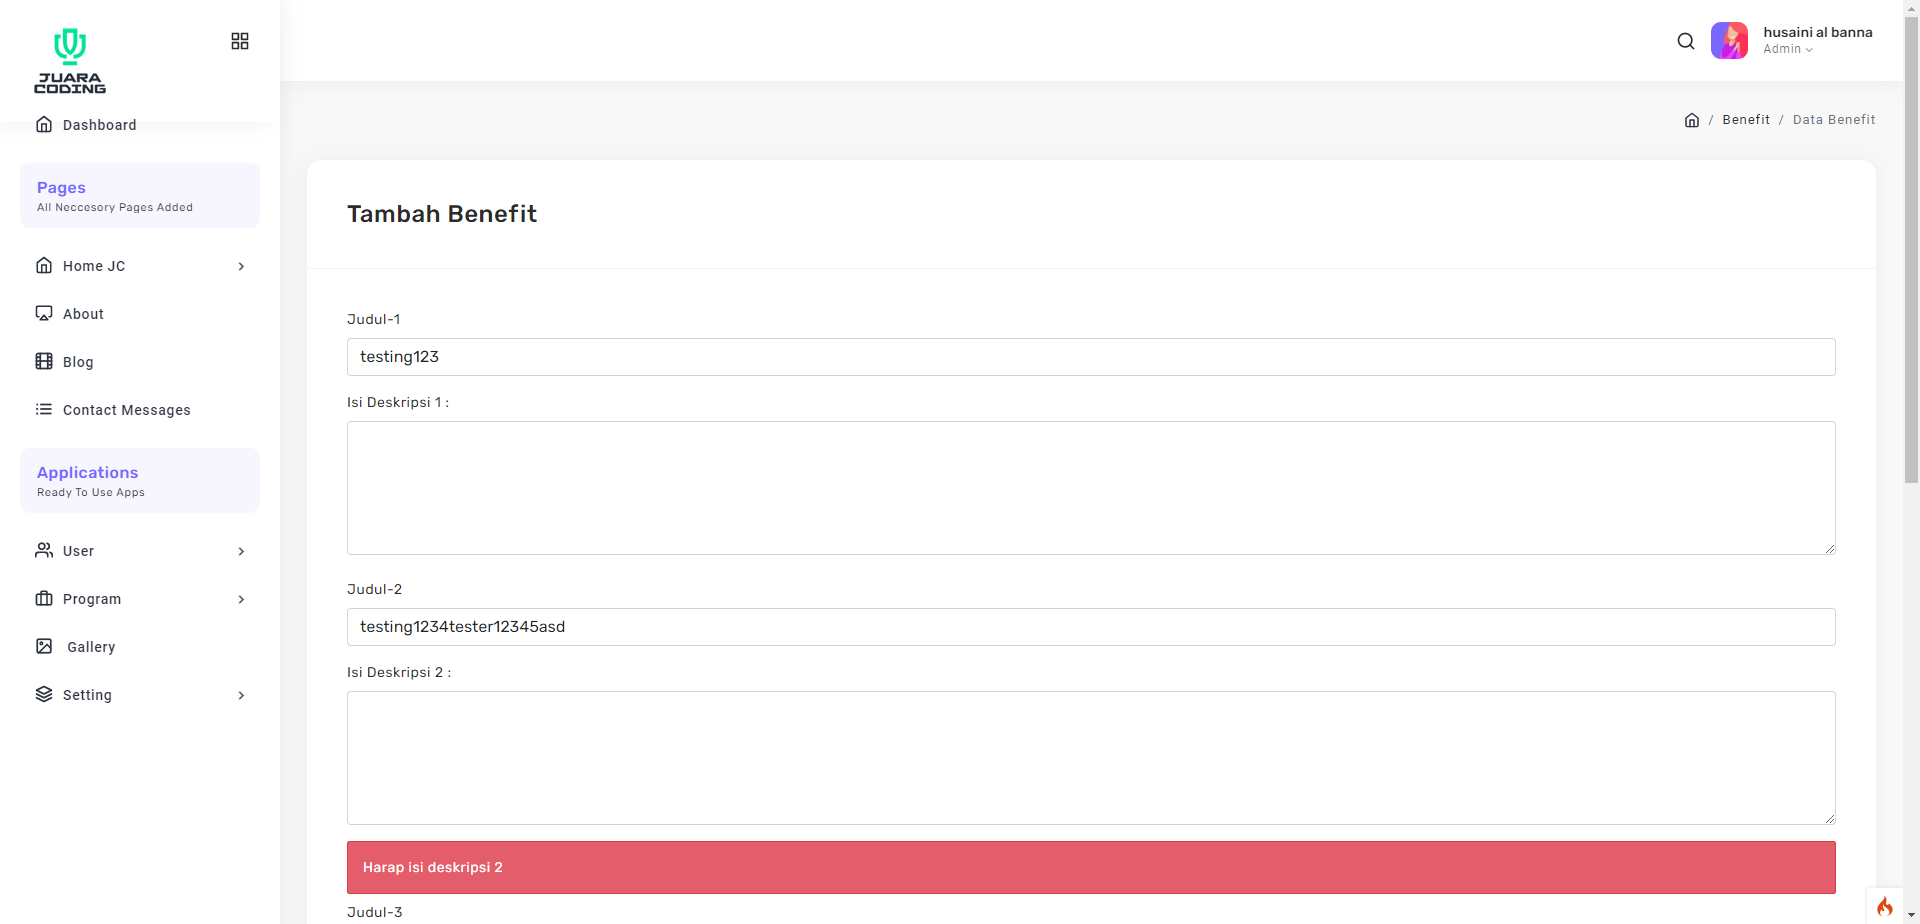 JUARA
CODING
husaini al banna
Admin
Dashboard
/ Benefit / Data Benefit
Pages
All Neccesory Pages Added
Home JC
About
Blog
Contact Messages
Applications
Ready To Use Apps
User
Program
Gallery
Setting
Tambah Benefit
Judul-1
testing123
Isi Deskripsi 1 :
Judul-2
testing1234tester12345asd
Isi Deskripsi 2 :
Harap isi deskripsi 2
Judul-3